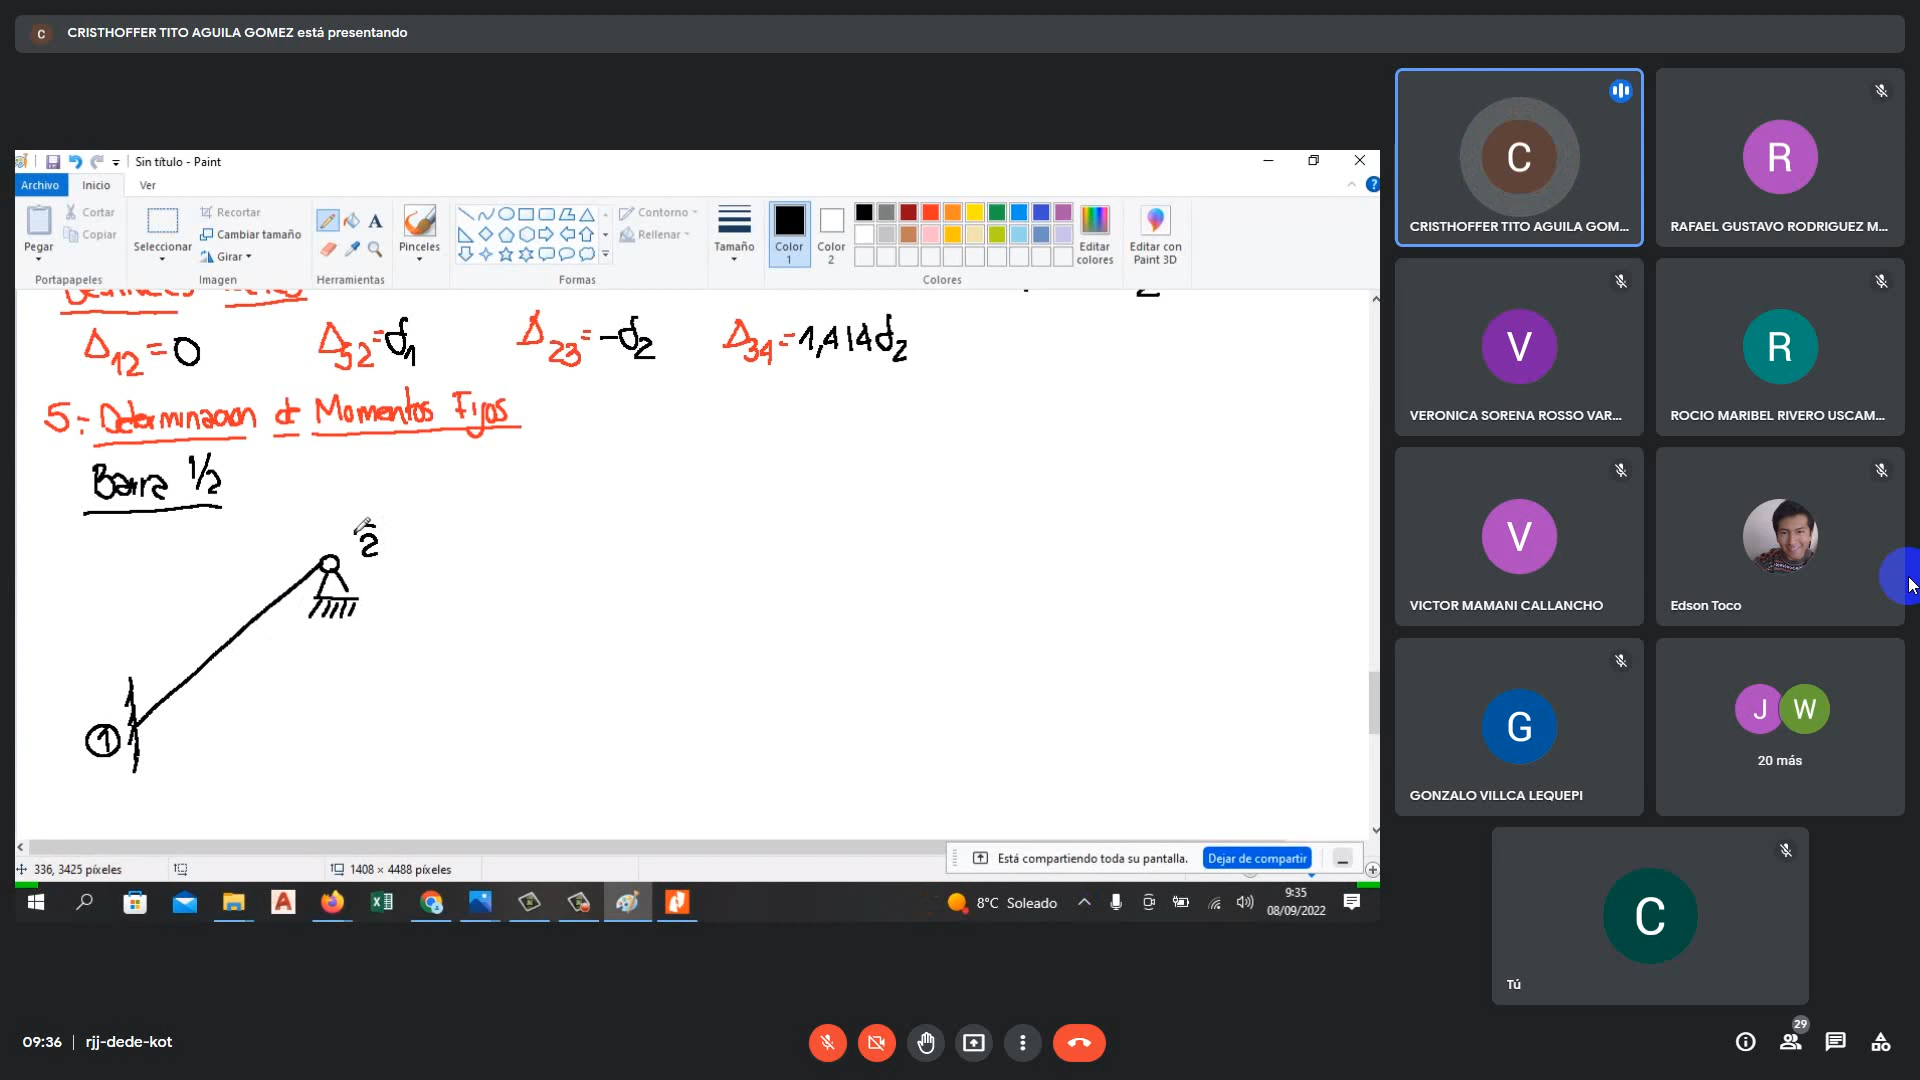 C CRISTHOFFER TITO AGUILA GOMEZ está presentando
Sin título - Paint
Archivo Inicio Ver
Pegar
Cortar
Copiar
Portapapeles
Seleccionar
Recortar
Cambiar tamaño
Girar
Imagen
A
Herramientas
Pinceles
Contorno
Rellenar
Formas
Tamaño
Color 1
Color 2
Editar colores
Editar con Paint 3D
Colores
Δ12 = 0 Δ52 = d1 Δ23 = -d2 Δ34 = 1,414d2
5.- Determinacion de Momentos Fijos
Barra 1/2
2
1
336, 3425 píxeles
1408 × 4488 píxeles
Está compartiendo toda su pantalla. Dejar de compartir
8°C Soleado
9:35
08/09/2022
C
CRISTHOFFER TITO AGUILA GOM...
R
RAFAEL GUSTAVO RODRIGUEZ M...
V
VERONICA SORENA ROSSO VAR...
R
ROCIO MARIBEL RIVERO USCAM...
V
VICTOR MAMANI CALLANCHO
Edson Toco
G
GONZALO VILLCA LEQUEPI
J W
20 más
C
Tú
09:36 | rjj-dede-kot
29